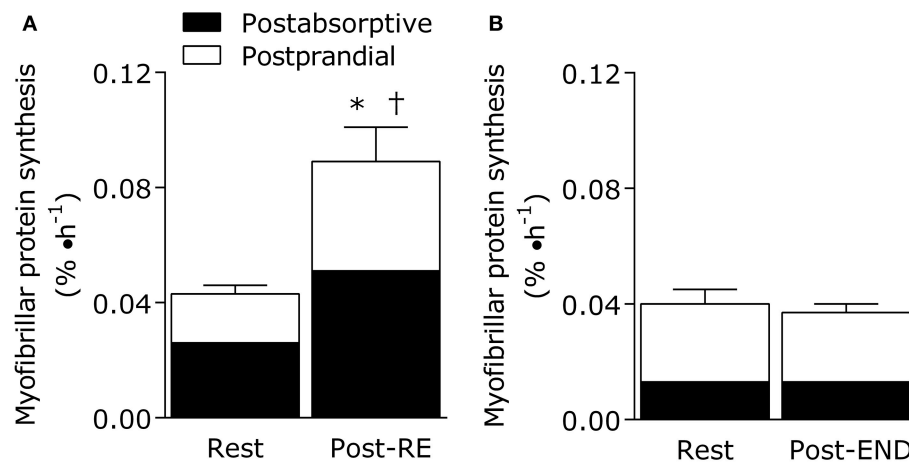 A
Postabsorptive
Postprandial
Myofibrillar protein synthesis
(% •h⁻¹)
0.12
0.08
0.04
0.00
* †
Rest Post-RE
B
Myofibrillar protein synthesis
(% •h⁻¹)
0.12
0.08
0.04
0.00
Rest Post-END